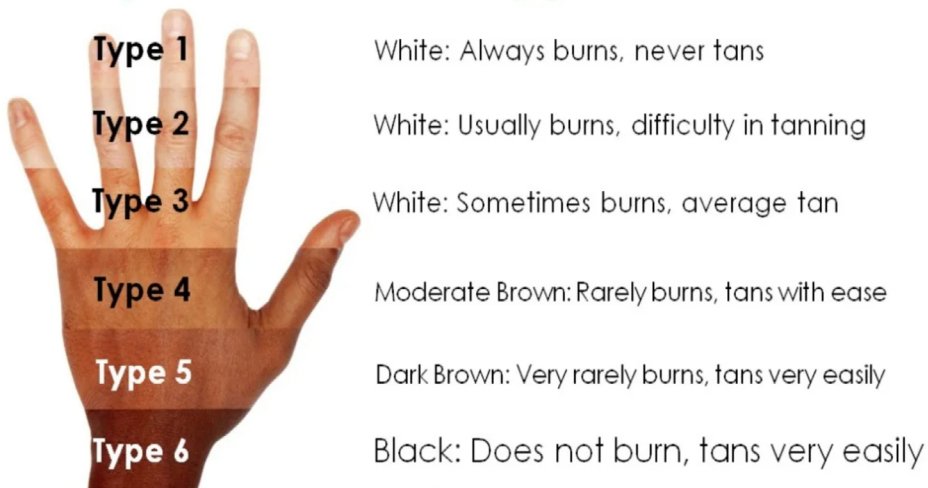 Type 1 White: Always burns, never tans
Type 2 White: Usually burns, difficulty in tanning
Type 3 White: Sometimes burns, average tan
Type 4 Moderate Brown: Rarely burns, tans with ease
Type 5 Dark Brown: Very rarely burns, tans very easily
Type 6 Black: Does not burn, tans very easily